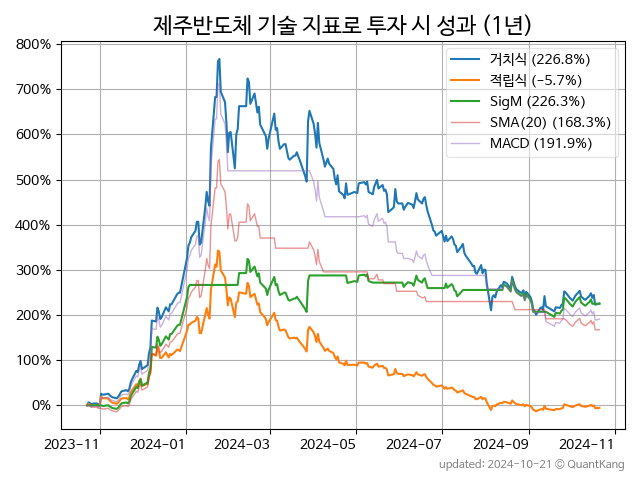 제주반도체 기술 지표로 투자 시 성과 (1년)
800%
700%
600%
500%
400%
300%
200%
100%
0%
거치식 (226.8%)
적립식 (−5.7%)
SigM (226.3%)
SMA(20) (168.3%)
MACD (191.9%)
2023-11
2024-01
2024-03
2024-05
2024-07
2024-09
2024-11
updated: 2024-10-21 © QuantKang